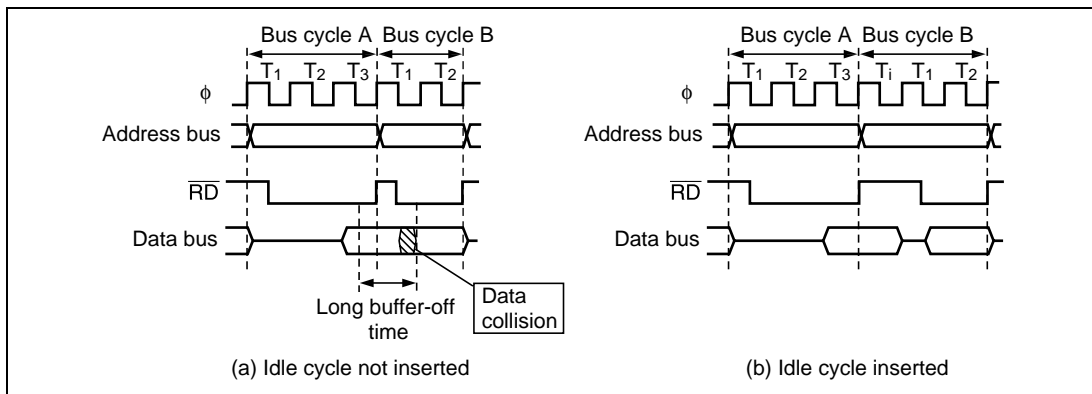 Bus cycle A Bus cycle B
T1 T2 T3 T1 T2
ϕ
Address bus
RD
Data bus
Long buffer-off
time
Data
collision
(a) Idle cycle not inserted
Bus cycle A Bus cycle B
T1 T2 T3 Ti T1 T2
ϕ
Address bus
RD
Data bus
(b) Idle cycle inserted